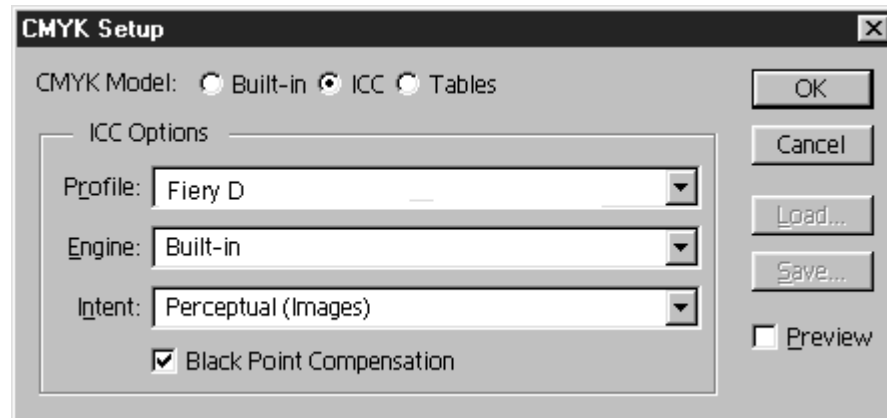 CMYK Setup
CMYK Model: Built-in ICC Tables
OK
ICC Options
Cancel
Profile: Fiery D
Load...
Engine: Built-in
Save...
Intent: Perceptual (Images)
Preview
Black Point Compensation